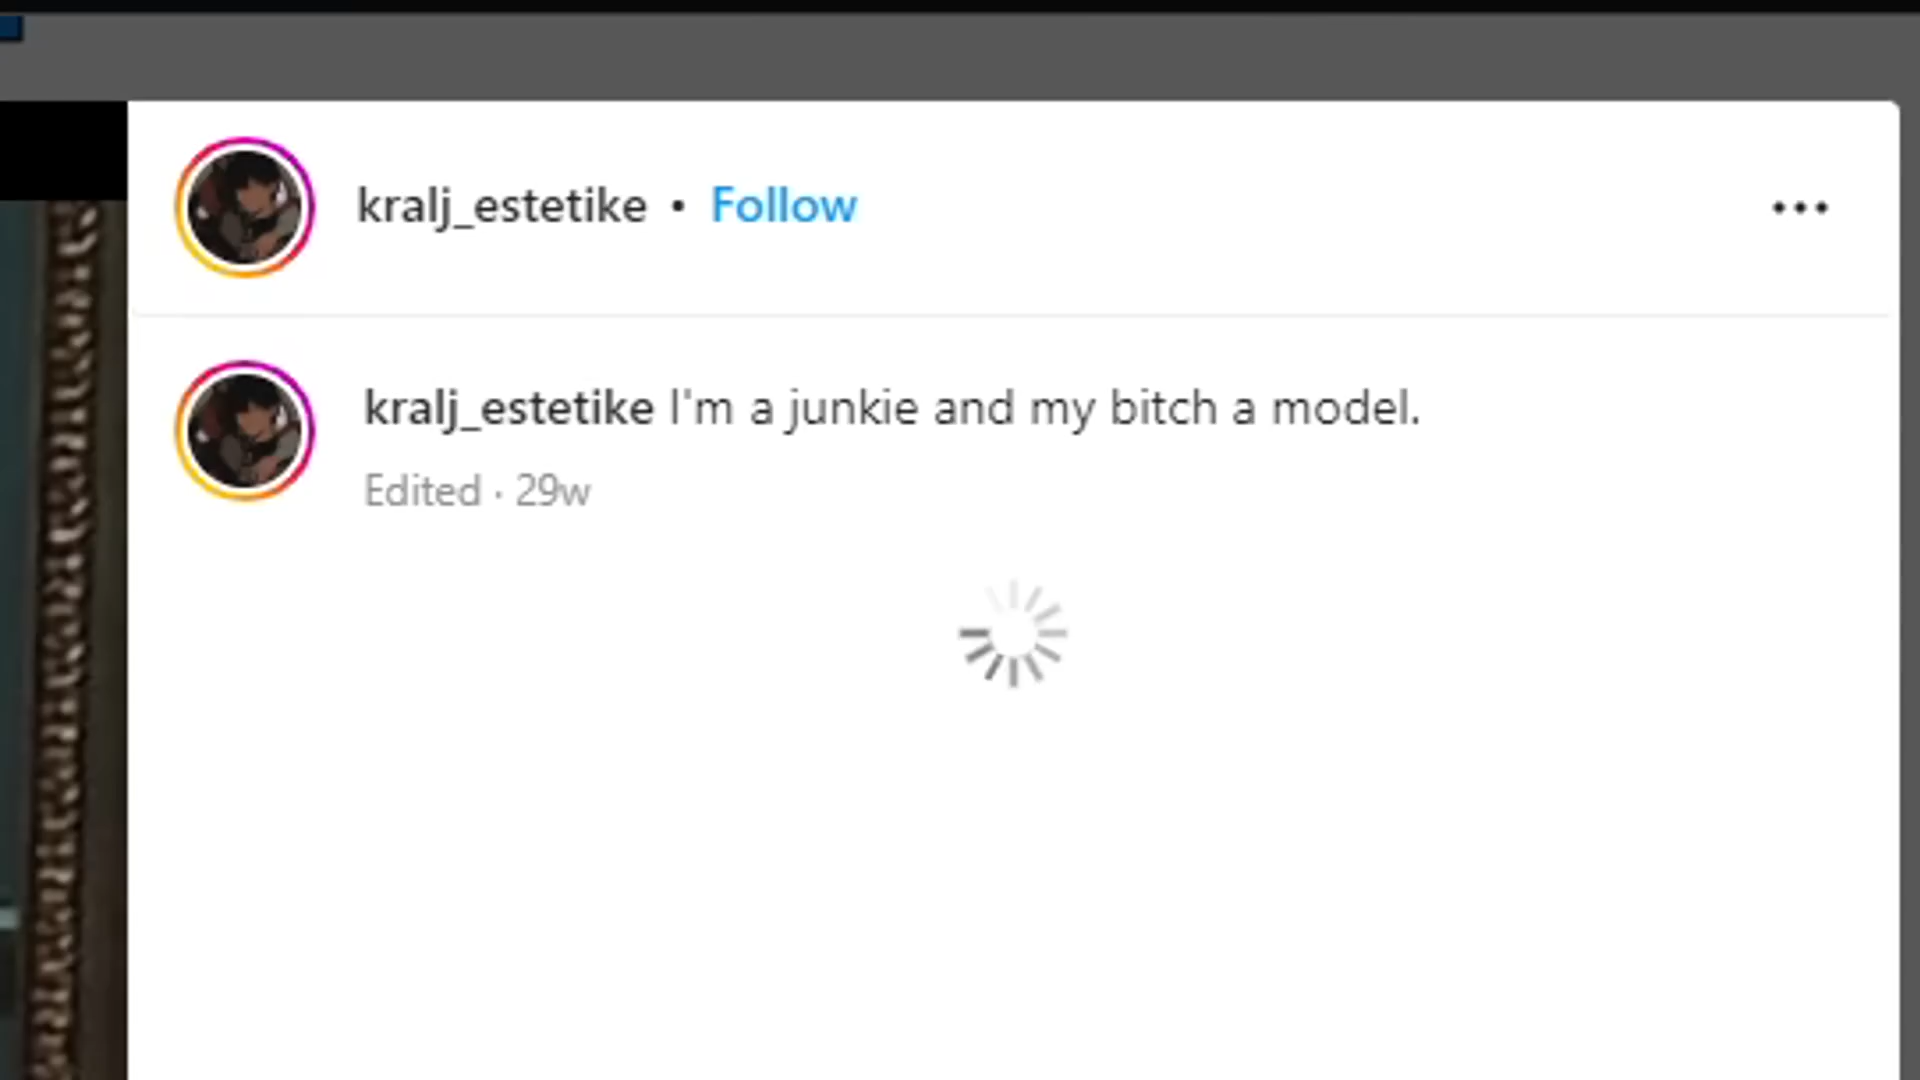 kralj_estetike • Follow
kralj_estetike I'm a junkie and my bitch a model.
Edited · 29w